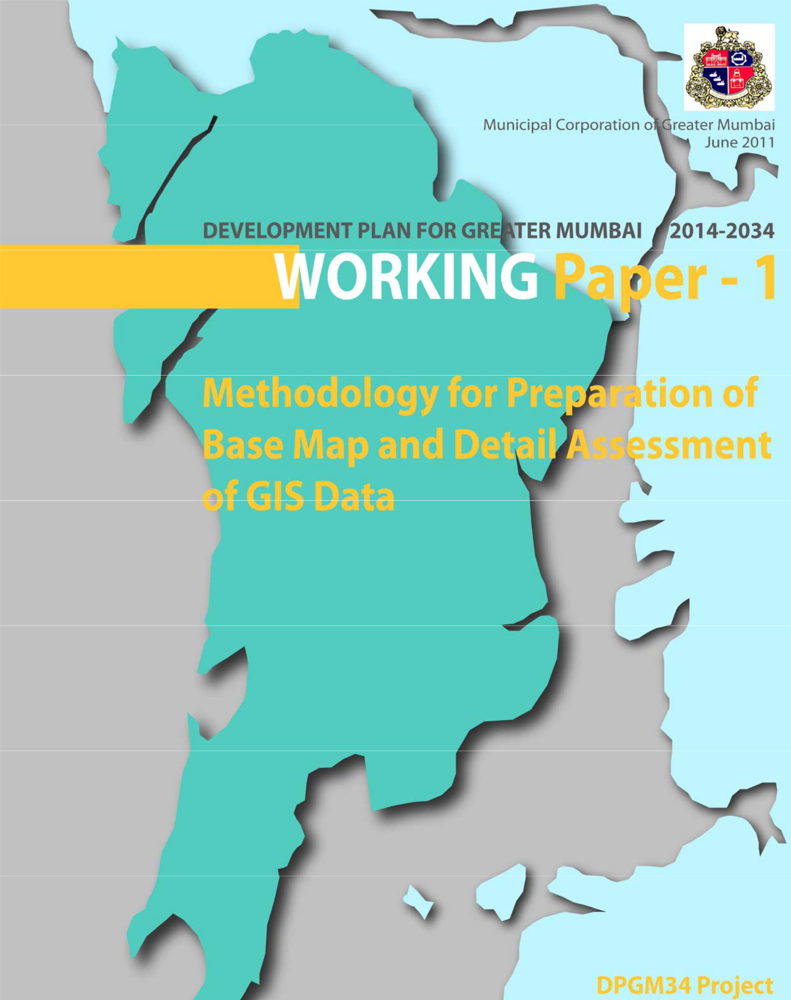 Municipal Corporation of Greater Mumbai
June 2011
DEVELOPMENT PLAN FOR GREATER MUMBAI 2014-2034
WORKING Paper - 1
Methodology for Preparation of
Base Map and Detail Assessment
of GIS Data
DPGM34 Project